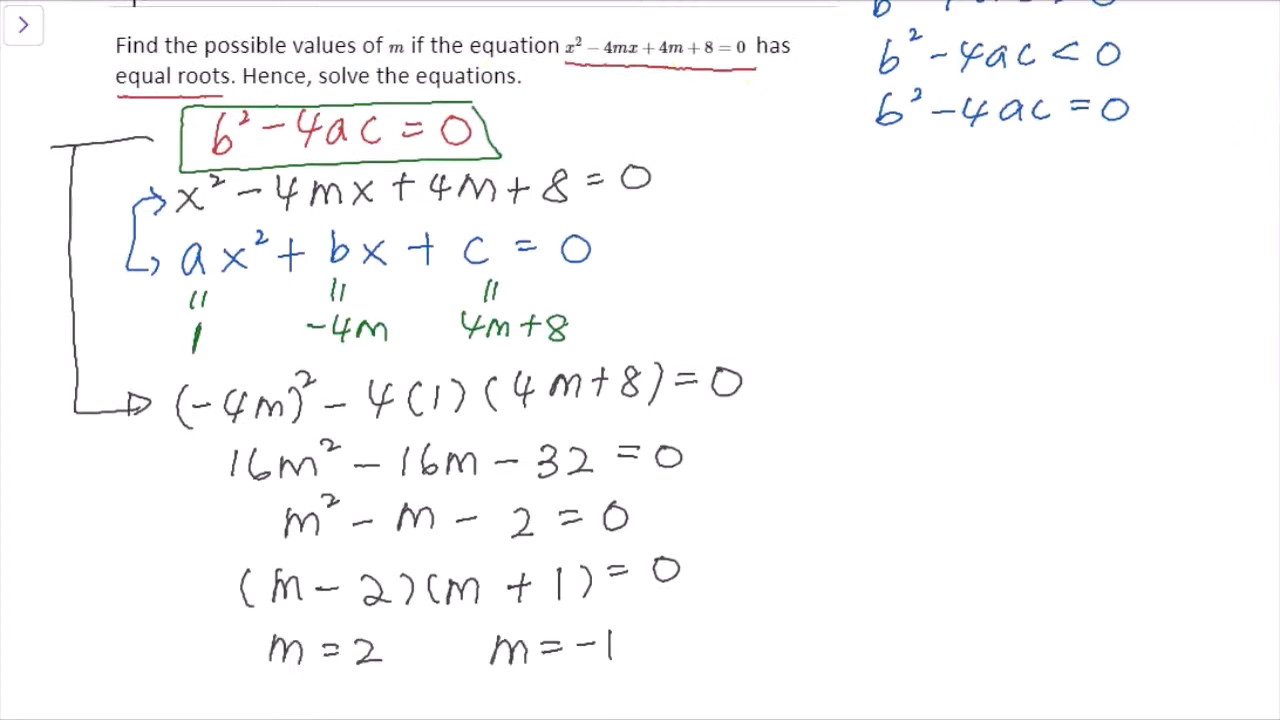 Find the possible values of m if the equation x² − 4mx + 4m + 8 = 0 has
equal roots. Hence, solve the equations.
b² − 4ac < 0
b² − 4ac = 0
b² − 4ac = 0
x² − 4mx + 4m + 8 = 0
ax² + bx + c = 0
|| || ||
1 −4m 4m+8
(−4m)² − 4(1)(4m+8) = 0
16m² − 16m − 32 = 0
m² − m − 2 = 0
(m − 2)(m + 1) = 0
m = 2 m = −1